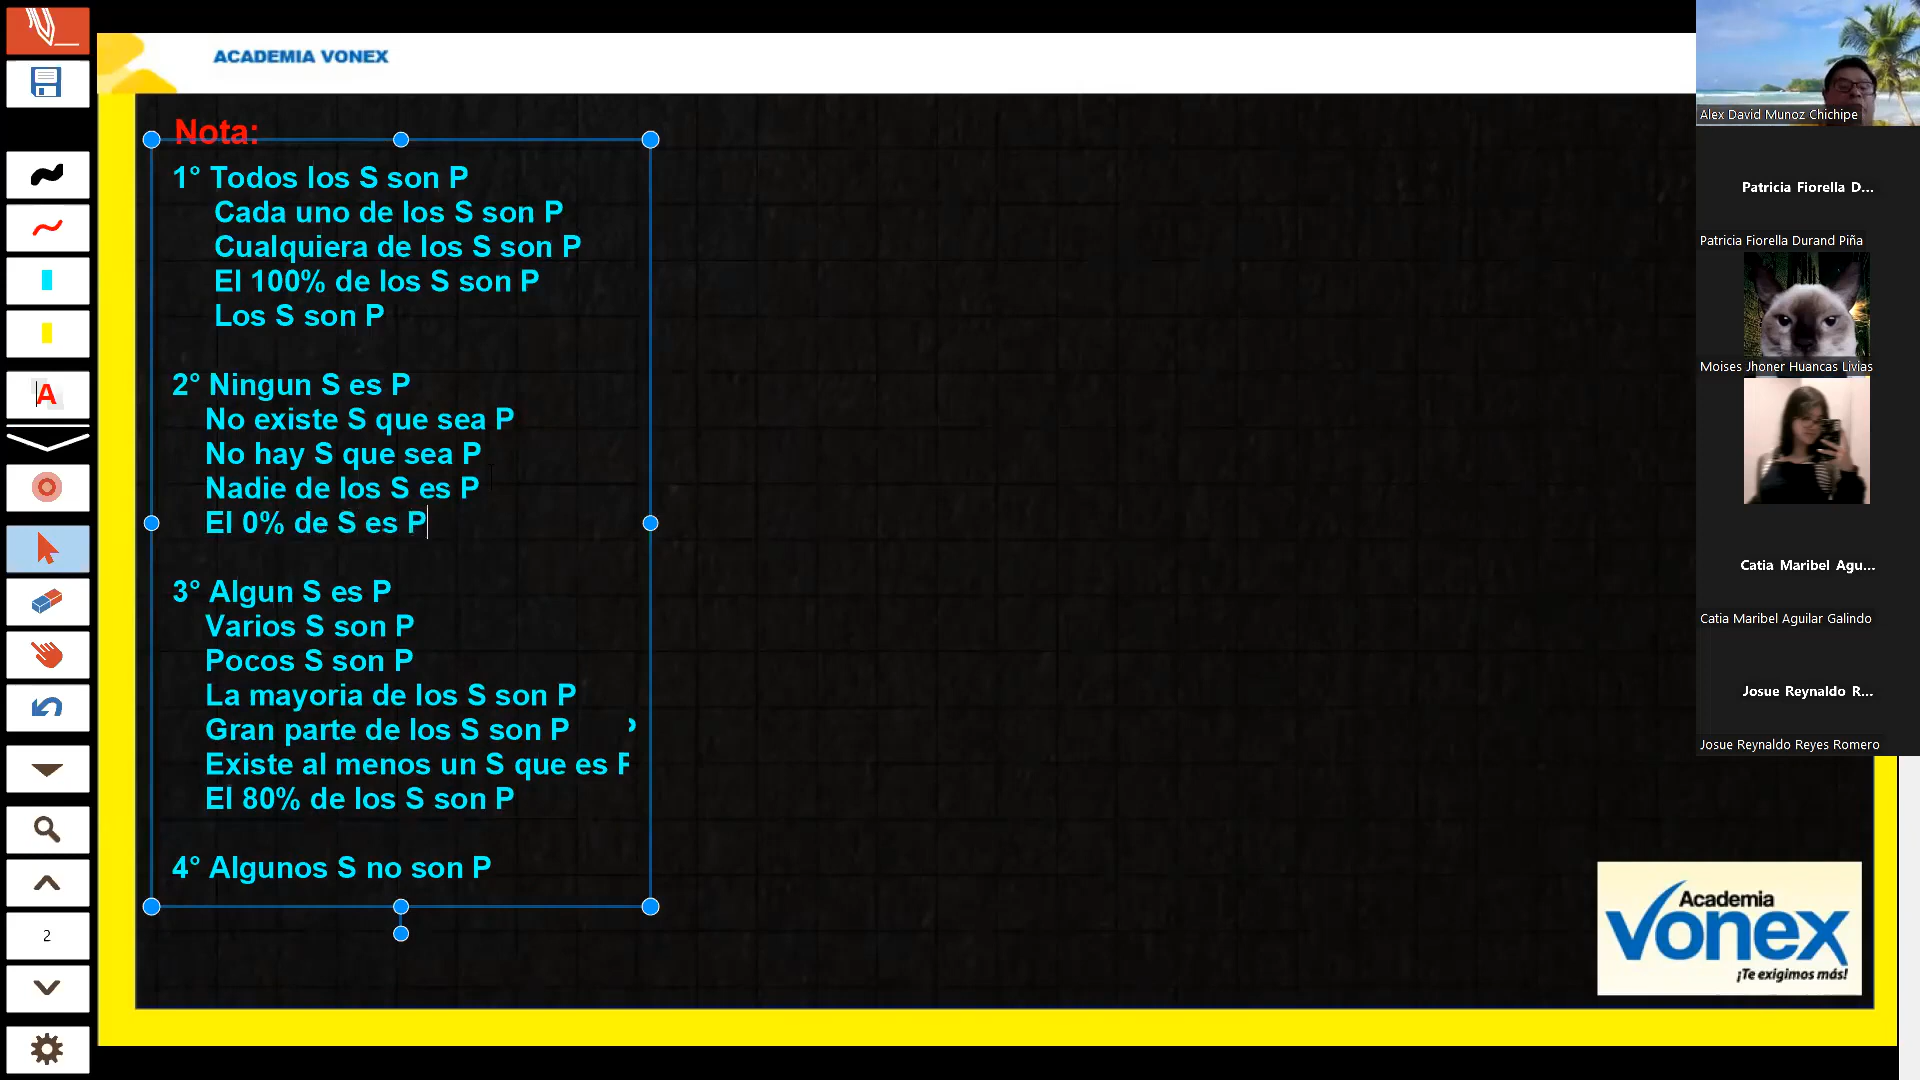 ACADEMIA VONEX
Nota:
1° Todos los S son P
Cada uno de los S son P
Cualquiera de los S son P
El 100% de los S son P
Los S son P
2° Ningun S es P
No existe S que sea P
No hay S que sea P
Nadie de los S es P
El 0% de S es P
3° Algun S es P
Varios S son P
Pocos S son P
La mayoria de los S son P
Gran parte de los S son P
Existe al menos un S que es P
El 80% de los S son P
4° Algunos S no son P
A
2
Alex David Munoz Chichipe
Patricia Fiorella D...
Patricia Fiorella Durand Piña
Moises Jhoner Huancas Livias
Catia Maribel Agu...
Catia Maribel Aguilar Galindo
Josue Reynaldo R...
Josue Reynaldo Reyes Romero
Academia
vonex
¡Te exigimos más!